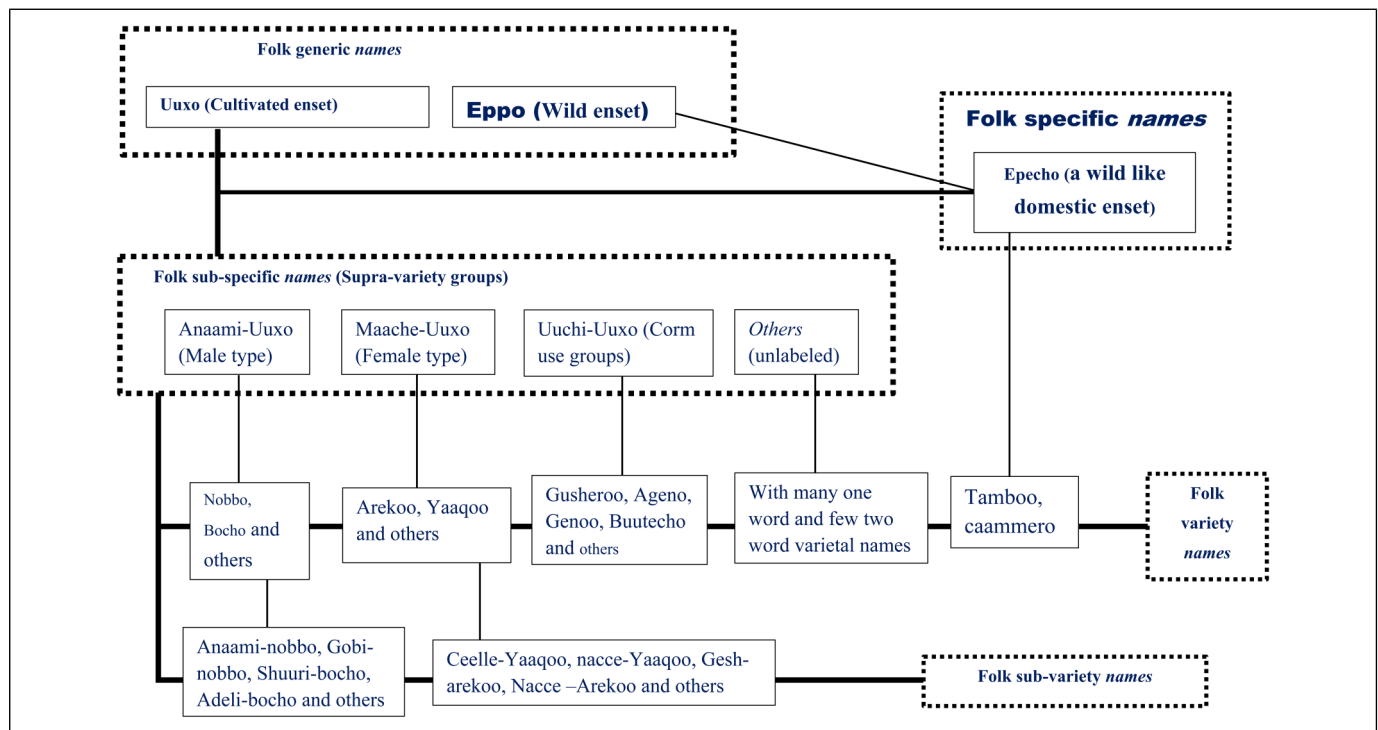 Folk generic names
Uuxo (Cultivated enset)
Eppo (Wild enset)
Folk specific names
Epecho (a wild like
domestic enset)
Folk sub-specific names (Supra-variety groups)
Anaami-Uuxo
(Male type)
Maache-Uuxo
(Female type)
Uuchi-Uuxo (Corm
use groups)
Others
(unlabeled)
Nobbo,
Bocho and
others
Arekoo, Yaaqoo
and others
Gusheroo, Ageno,
Genoo, Buutecho
and others
With many one
word and few two
word varietal names
Tamboo,
caammero
Folk
variety
names
Anaami-nobbo, Gobi-
nobbo,
Shuuri-bocho,
Adeli-bocho and others
Ceelle-Yaaqoo, nacce-Yaaqoo, Gesh-
arekoo, Nacce –Arekoo and others
Folk sub-variety names